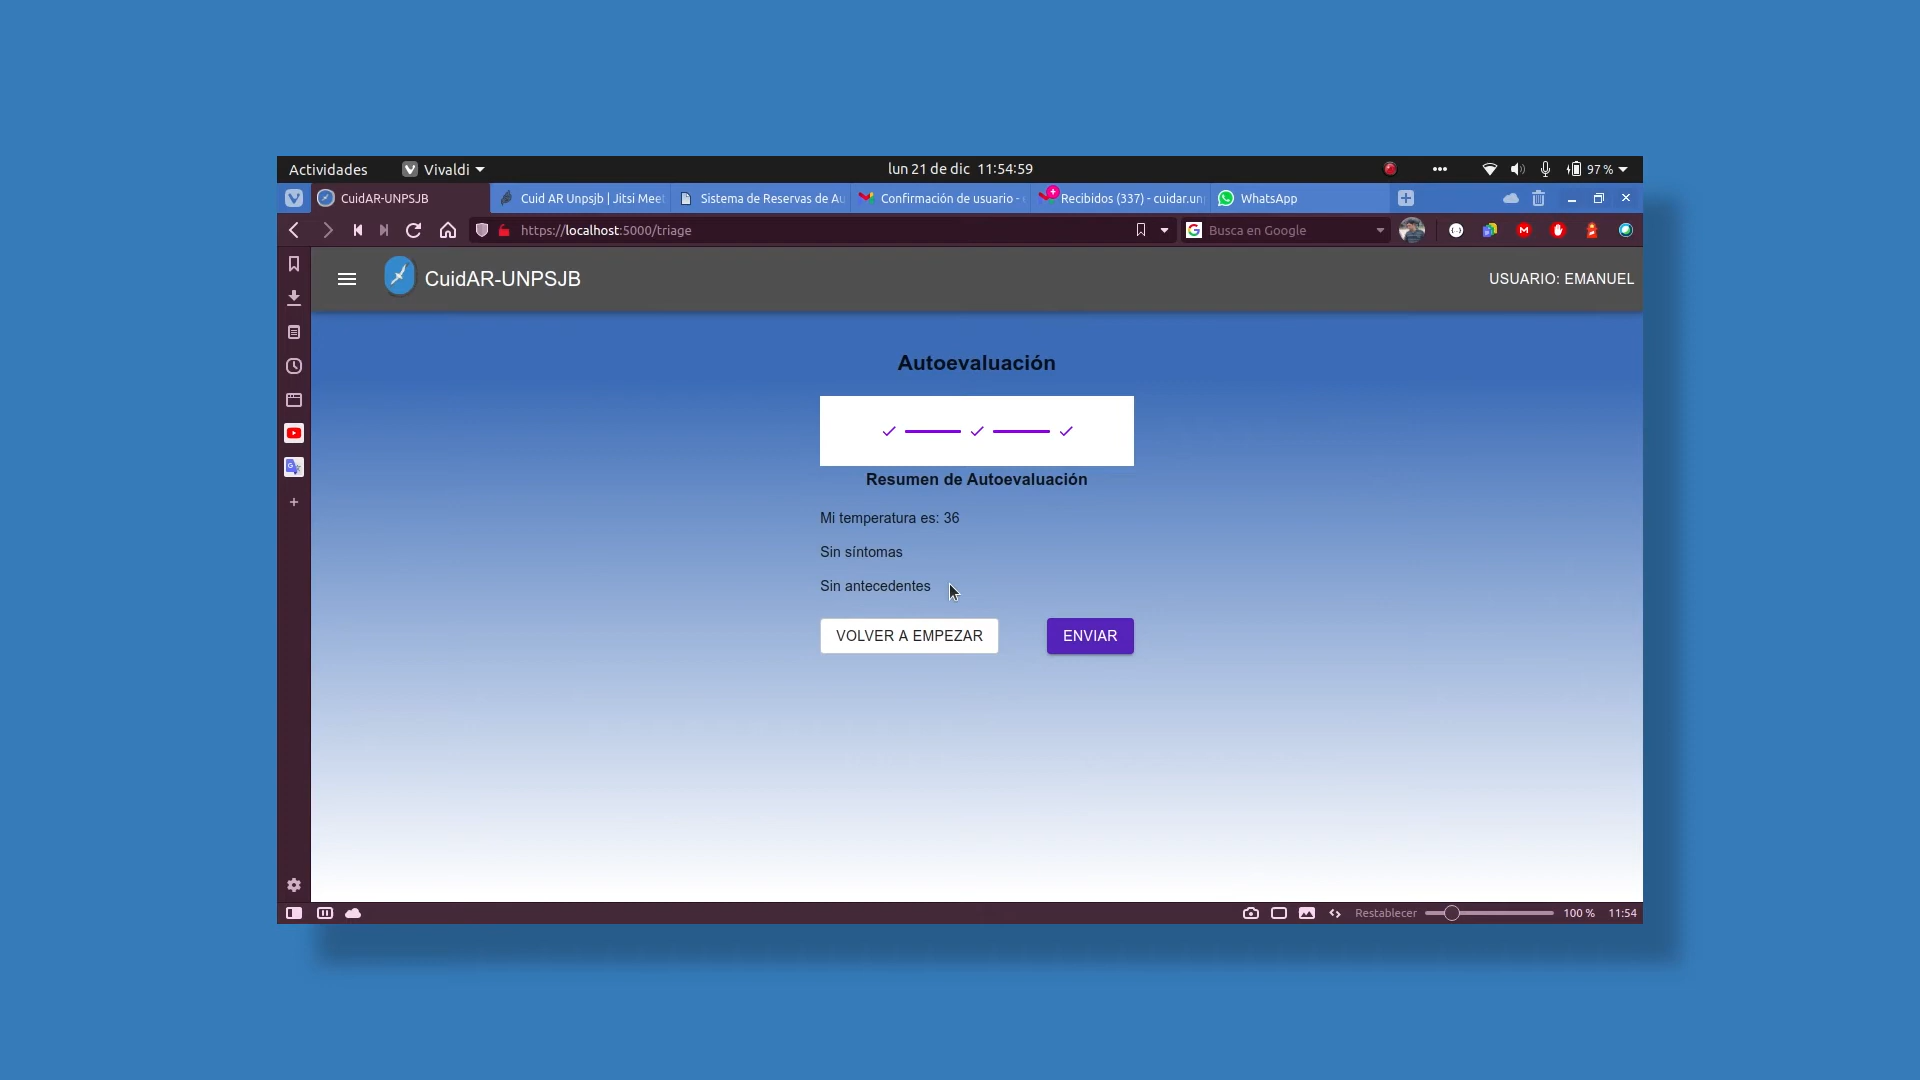 Actividades
Vivaldi
lun 21 de dic 11:54:59
97 %
CuidAR-UNPSJB
Cuid AR Unpsjb | Jitsi Meet
Sistema de Reservas de Au
Confirmación de usuario -
Recibidos (337) - cuidar.un
WhatsApp
https://localhost:5000/triage
Busca en Google
CuidAR-UNPSJB
USUARIO: EMANUEL
Autoevaluación
Resumen de Autoevaluación
Mi temperatura es: 36
Sin síntomas
Sin antecedentes
VOLVER A EMPEZAR
ENVIAR
Restablecer
100 %
11:54